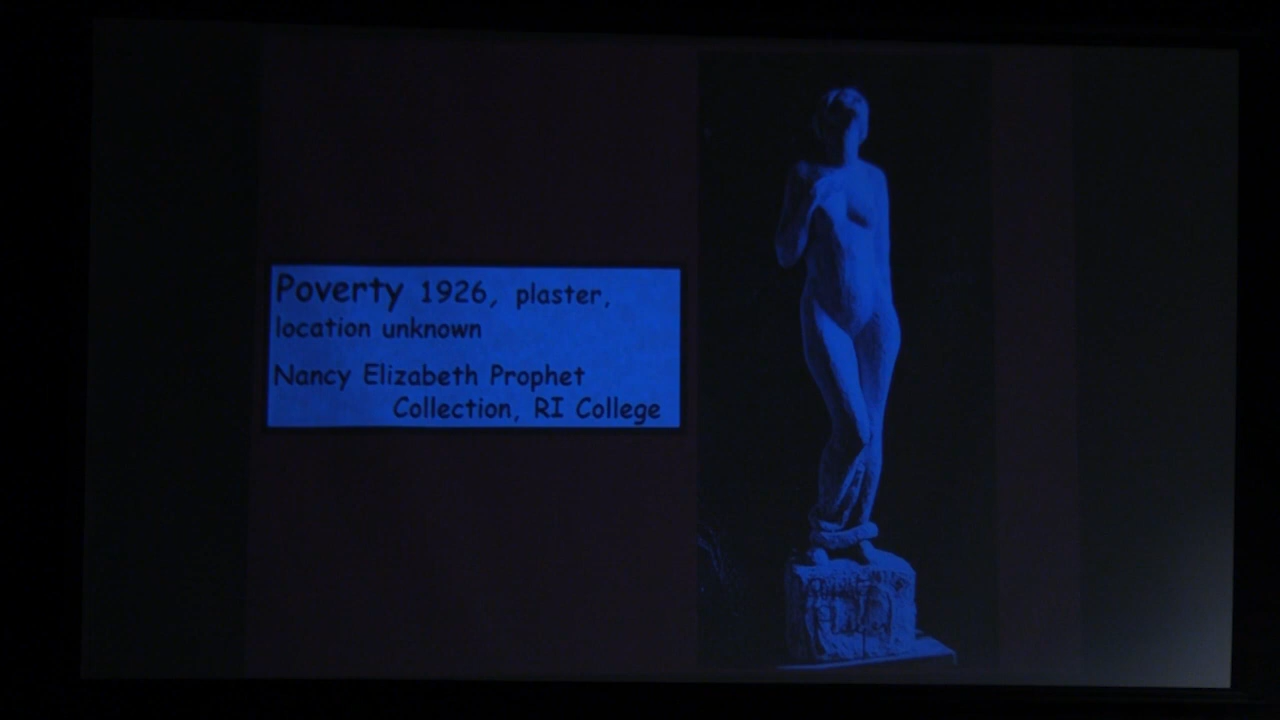 Poverty 1926, plaster,
location unknown
Nancy Elizabeth Prophet
Collection, RI College